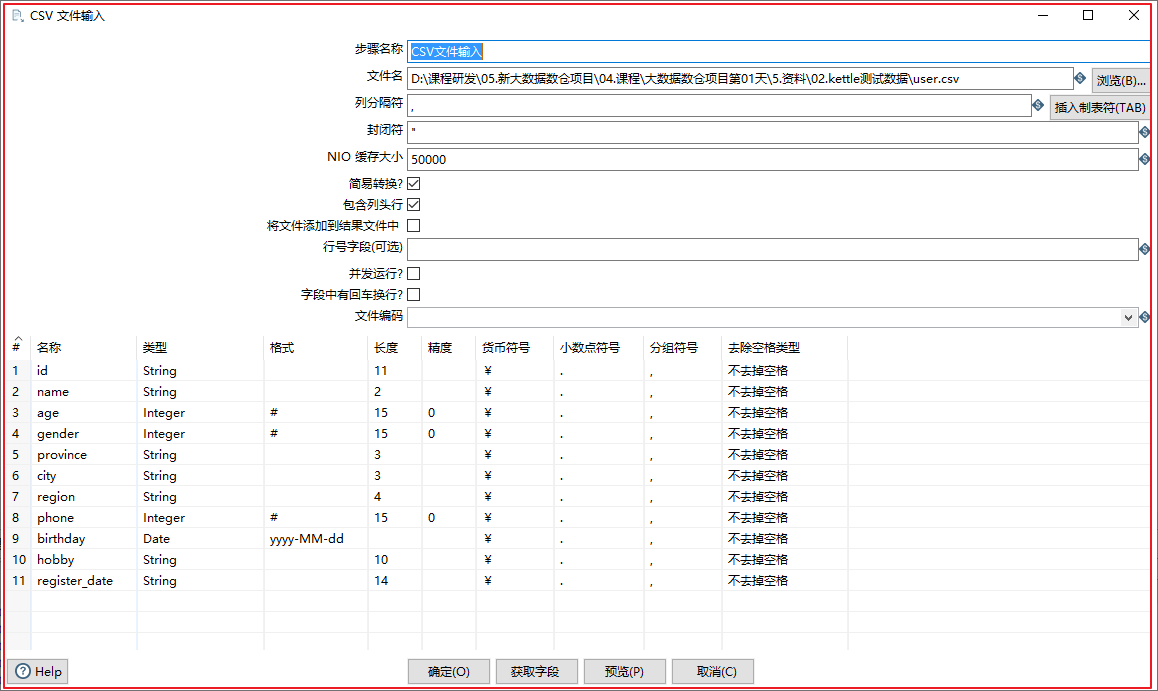 CSV 文件输入
步骤名称 CSV文件输入
文件名 D:\课程研发\05.新大数据数仓项目\04.课程\大数据数仓项目第01天\5.资料\02.kettle测试数据\user.csv 浏览(B)...
列分隔符 , 插入制表符(TAB)
封闭符 "
NIO 缓存大小 50000
简易转换?
包含列头行
将文件添加到结果文件中
行号字段(可选)
并发运行?
字段中有回车换行?
文件编码
# 名称 类型 格式 长度 精度 货币符号 小数点符号 分组符号 去除空格类型
1 id String 11 ¥ . , 不去掉空格
2 name String 2 ¥ . , 不去掉空格
3 age Integer # 15 0 ¥ . , 不去掉空格
4 gender Integer # 15 0 ¥ . , 不去掉空格
5 province String 3 ¥ . , 不去掉空格
6 city String 3 ¥ . , 不去掉空格
7 region String 4 ¥ . , 不去掉空格
8 phone Integer # 15 0 ¥ . , 不去掉空格
9 birthday Date yyyy-MM-dd ¥ . , 不去掉空格
10 hobby String 10 ¥ . , 不去掉空格
11 register_date String 14 ¥ . , 不去掉空格
Help 确定(O) 获取字段 预览(P) 取消(C)